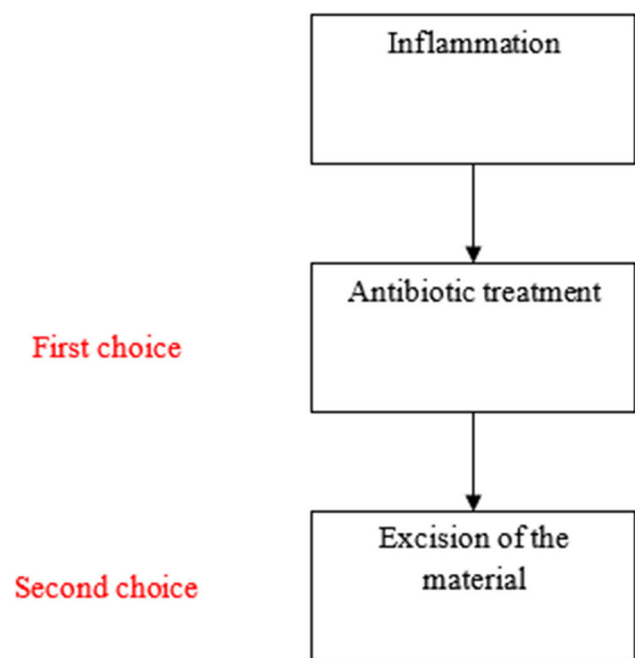 Inflammation
Antibiotic treatment
First choice
Excision of the
material
Second choice